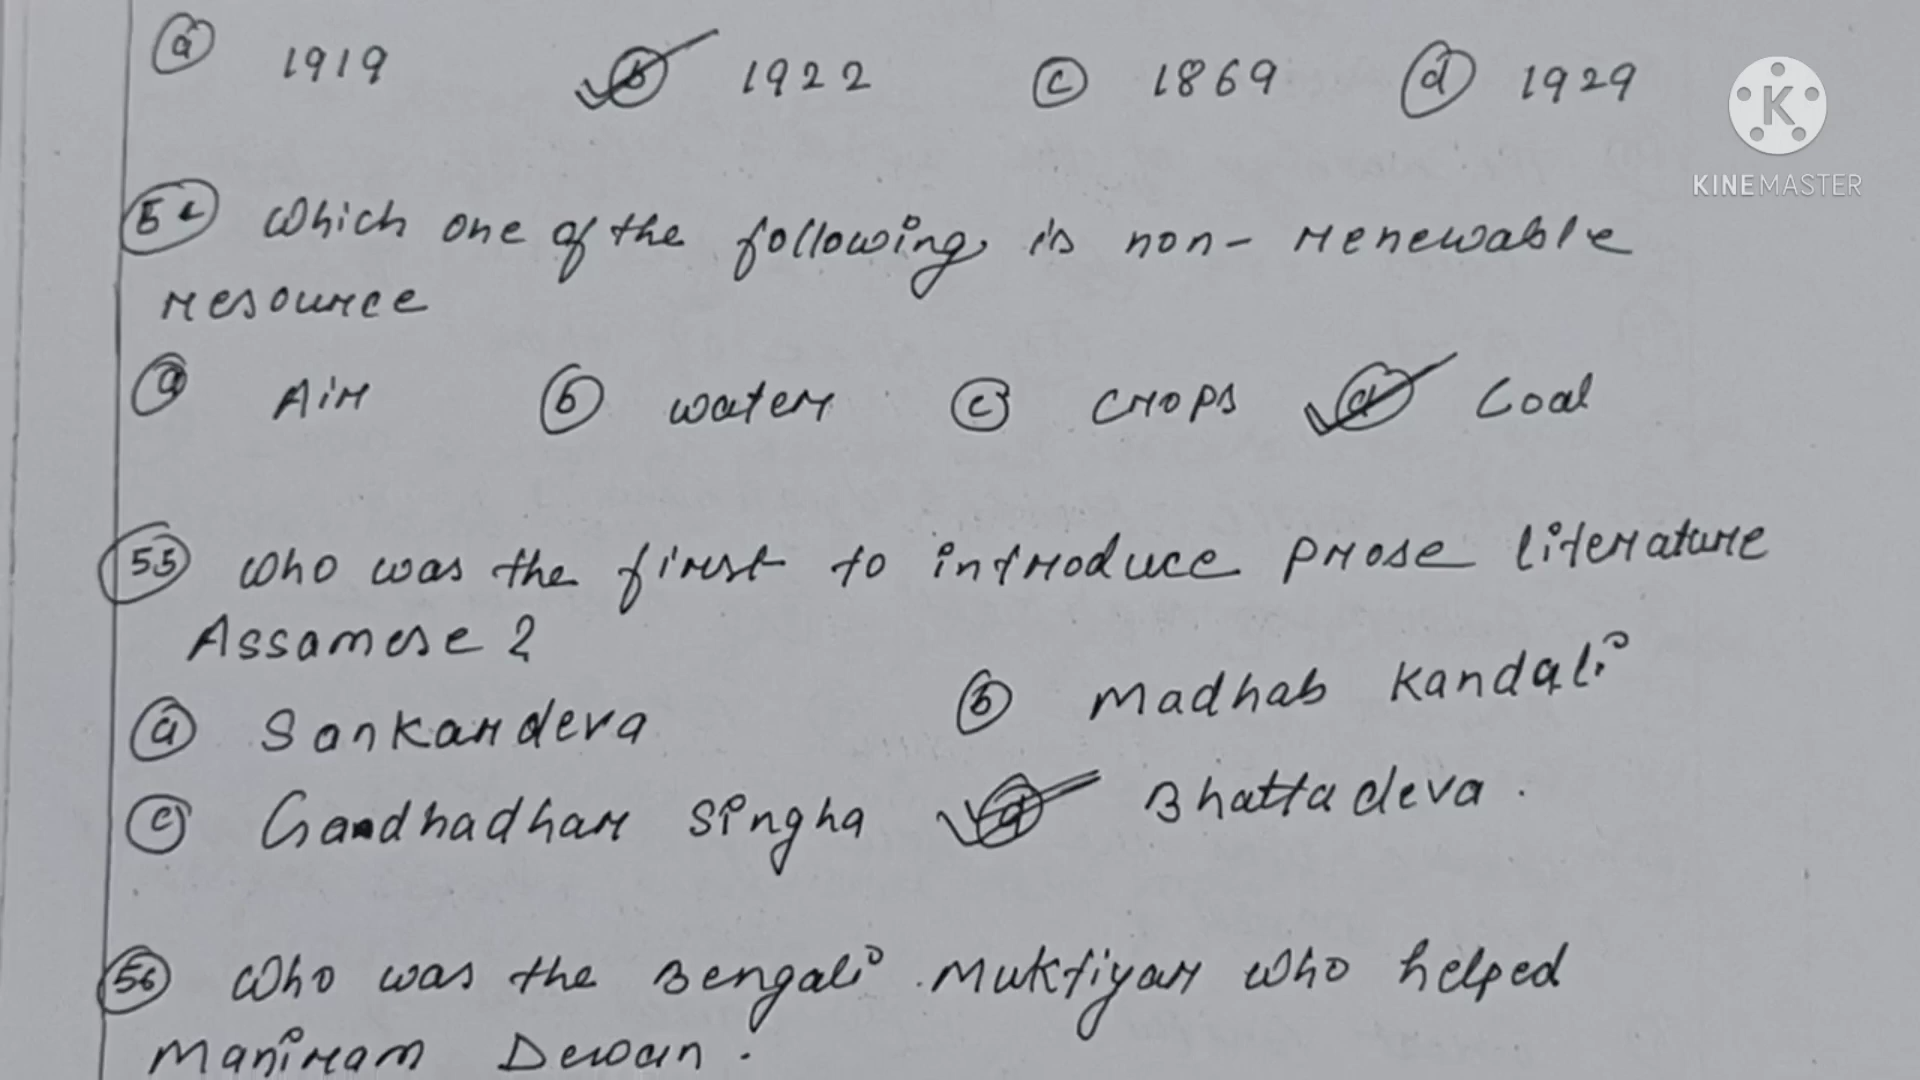 (a) 1919 (b) 1922 (c) 1869 (d) 1929
KINEMASTER
(54) Which one of the following is non-renewable
resource
(a) Air (b) water (c) crops (d) Coal
(55) Who was the first to introduce prose literature
Assamese ?
(a) Sankardeva (b) Madhab Kandali
(c) Gandhadhar Singha (d) Bhattadeva.
(56) Who was the Bengali Muktiyar who helped
Maniram Dewan.